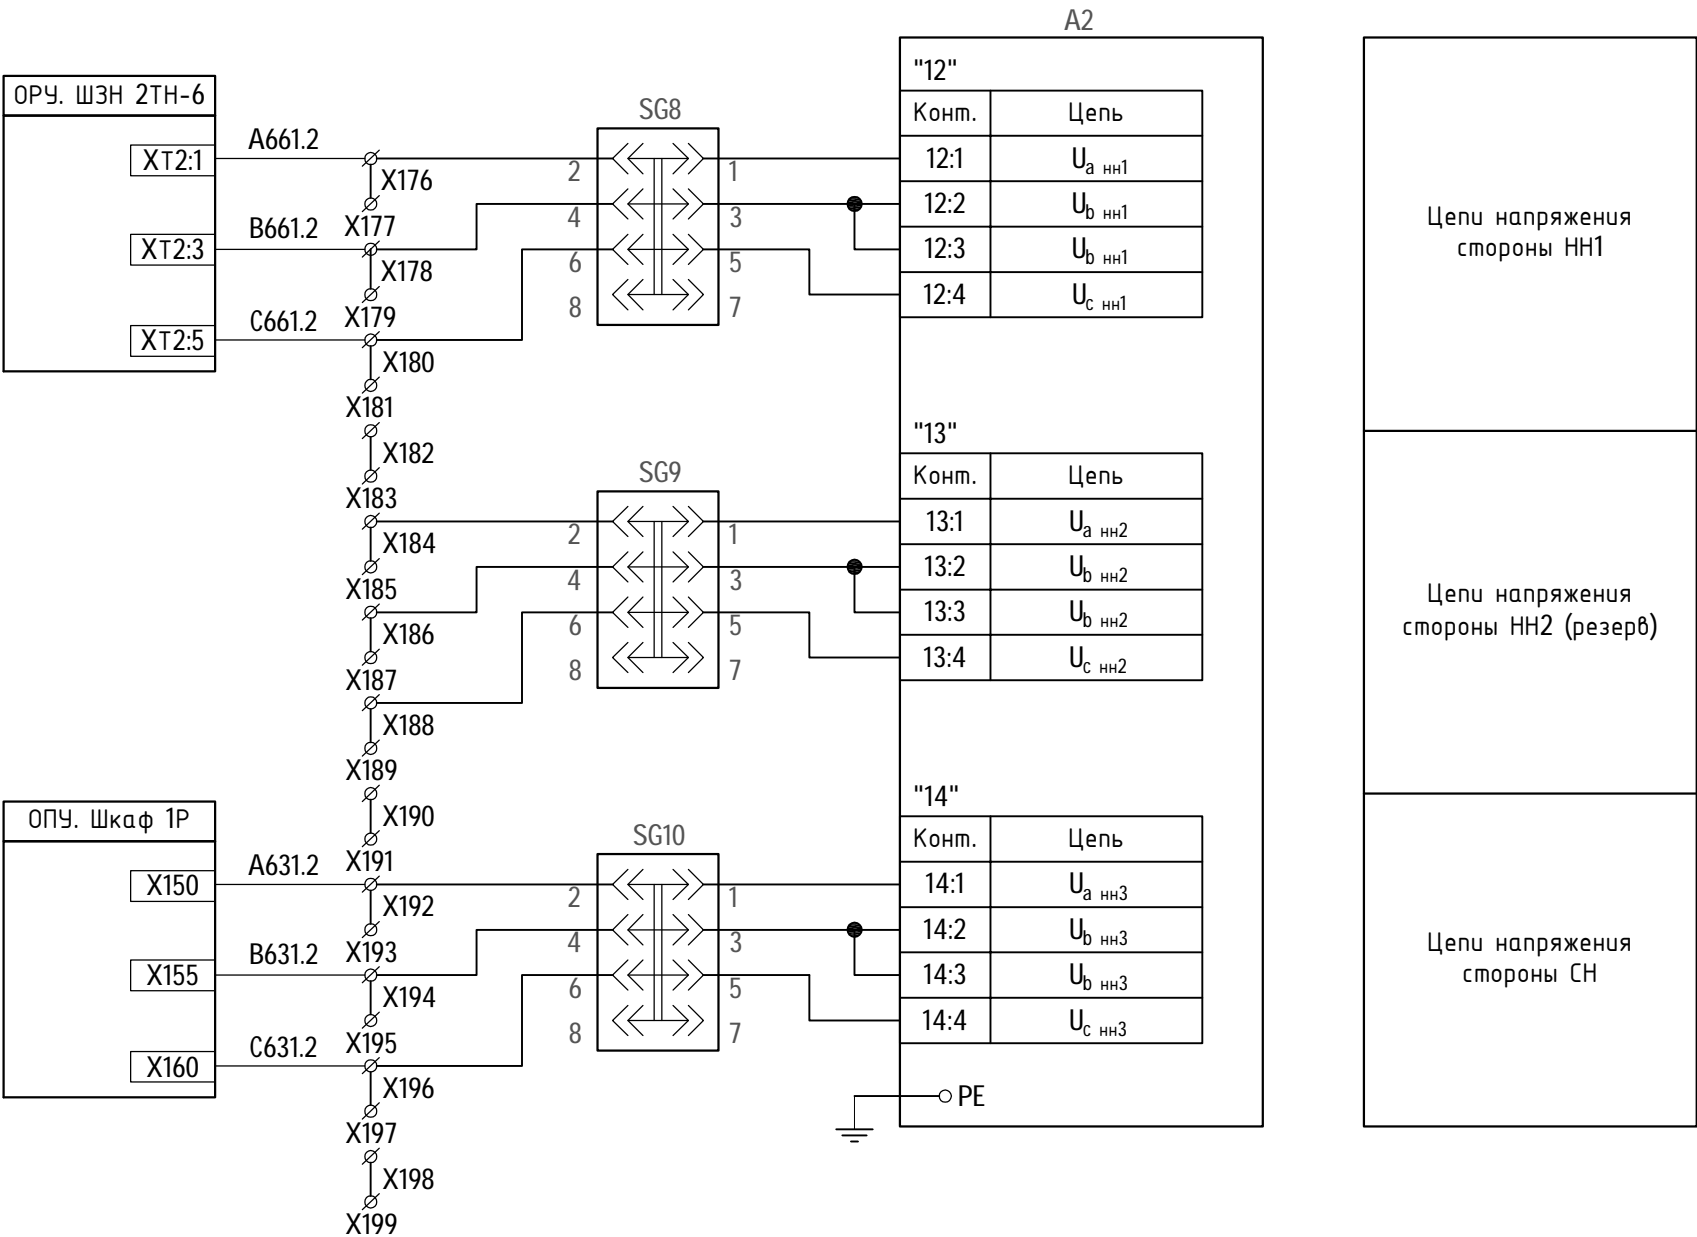 A2
ОРУ. ШЗН 2ТН-6
XT2:1
XT2:3
XT2:5
A661.2
B661.2
C661.2
X176
X177
X178
X179
X180
X181
X182
X183
X184
X185
X186
X187
X188
X189
X190
X191
X192
X193
X194
X195
X196
X197
X198
X199
SG8
2 1
4 3
6 5
8 7
"12"
Конт. Цепь
12:1 Ua нн1
12:2 Ub нн1
12:3 Ub нн1
12:4 Uc нн1
Цепи напряжения
стороны НН1
SG9
2 1
4 3
6 5
8 7
"13"
Конт. Цепь
13:1 Ua нн2
13:2 Ub нн2
13:3 Ub нн2
13:4 Uc нн2
Цепи напряжения
стороны НН2 (резерв)
ОПУ. Шкаф 1Р
X150
X155
X160
A631.2
B631.2
C631.2
SG10
2 1
4 3
6 5
8 7
"14"
Конт. Цепь
14:1 Ua нн3
14:2 Ub нн3
14:3 Ub нн3
14:4 Uc нн3
PE
Цепи напряжения
стороны СН